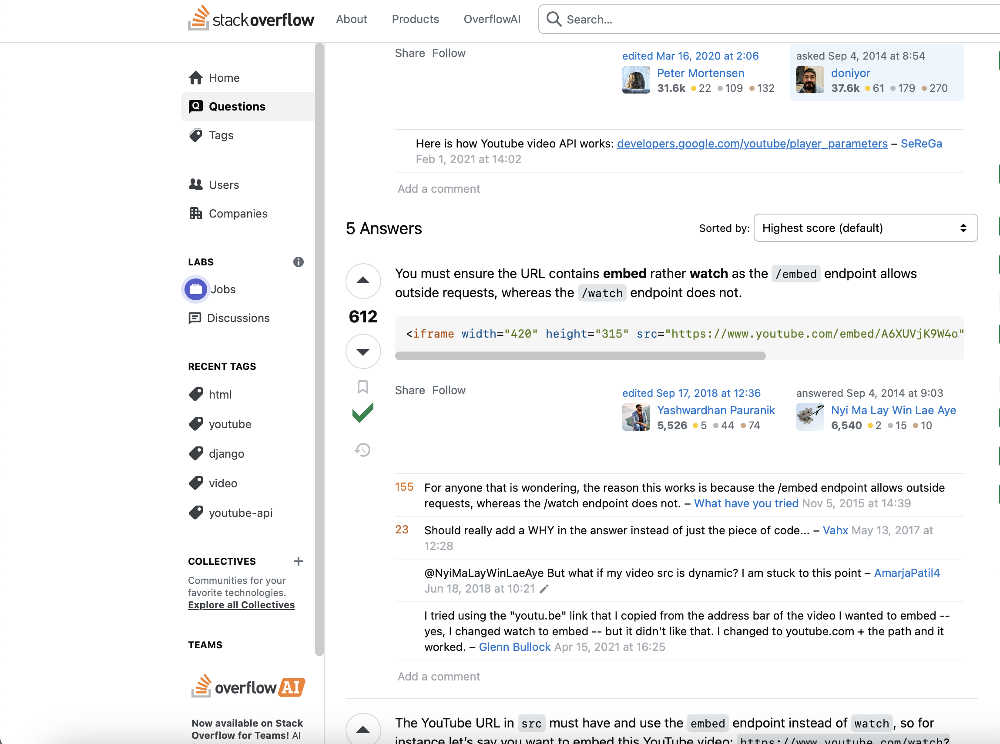 stackoverflow
About
Products
OverflowAI
Search...
Home
Questions
Tags
Users
Companies
LABS
Jobs
Discussions
RECENT TAGS
html
youtube
django
video
youtube-api
COLLECTIVES
Communities for your
favorite technologies.
Explore all Collectives
TEAMS
overflowAI
Now available on Stack
Overflow for Teams! AI
Share Follow
edited Mar 16, 2020 at 2:06
Peter Mortensen
31.6k 22 109 132
asked Sep 4, 2014 at 8:54
doniyor
37.6k 61 179 270
Here is how Youtube video API works: developers.google.com/youtube/player_parameters – SeReGa
Feb 1, 2021 at 14:02
Add a comment
5 Answers
Sorted by:
Highest score (default)
612
You must ensure the URL contains embed rather watch as the /embed endpoint allows
outside requests, whereas the /watch endpoint does not.
<iframe width="420" height="315" src="https://www.youtube.com/embed/A6XUVjK9W4o"
Share Follow
edited Sep 17, 2018 at 12:36
Yashwardhan Pauranik
5,526 5 44 74
answered Sep 4, 2014 at 9:03
Nyi Ma Lay Win Lae Aye
6,540 2 15 10
155 For anyone that is wondering, the reason this works is because the /embed endpoint allows outside
requests, whereas the /watch endpoint does not. – What have you tried Nov 5, 2015 at 14:39
23 Should really add a WHY in the answer instead of just the piece of code... – Vahx May 13, 2017 at
12:28
@NyiMaLayWinLaeAye But what if my video src is dynamic? I am stuck to this point – AmarjaPatil4
Jun 18, 2018 at 10:21
I tried using the "youtu.be" link that I copied from the address bar of the video I wanted to embed --
yes, I changed watch to embed -- but it didn't like that. I changed to youtube.com + the path and it
worked. – Glenn Bullock Apr 15, 2021 at 16:25
Add a comment
The YouTube URL in src must have and use the embed endpoint instead of watch, so for
instance let's say you want to embed this YouTube video: https://www.youtube.com/watch?